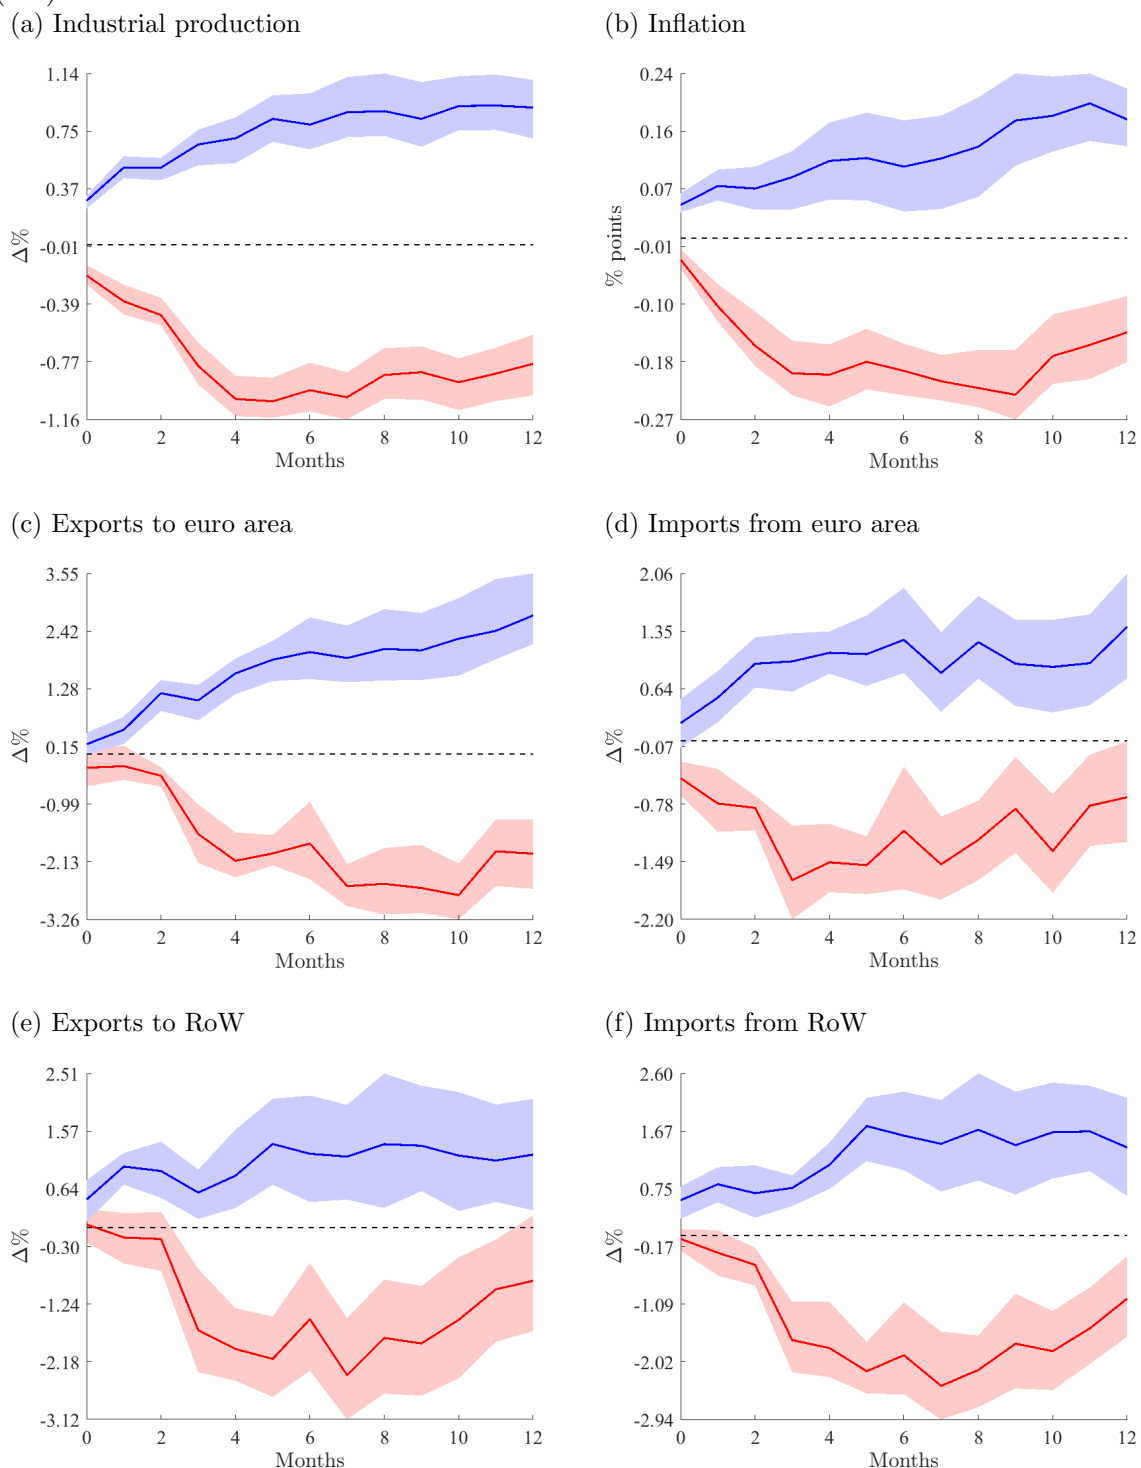 (a) Industrial production
1.14
0.75
0.37
-0.01
-0.39
-0.77
-1.16
Δ%
0 2 4 6 8 10 12
Months
(b) Inflation
0.24
0.16
0.07
-0.01
-0.10
-0.18
-0.27
% points
0 2 4 6 8 10 12
Months
(c) Exports to euro area
3.55
2.42
1.28
0.15
-0.99
-2.13
-3.26
Δ%
0 2 4 6 8 10 12
Months
(d) Imports from euro area
2.06
1.35
0.64
-0.07
-0.78
-1.49
-2.20
Δ%
0 2 4 6 8 10 12
Months
(e) Exports to RoW
2.51
1.57
0.64
-0.30
-1.24
-2.18
-3.12
Δ%
0 2 4 6 8 10 12
Months
(f) Imports from RoW
2.60
1.67
0.75
-0.17
-1.09
-2.02
-2.94
Δ%
0 2 4 6 8 10 12
Months